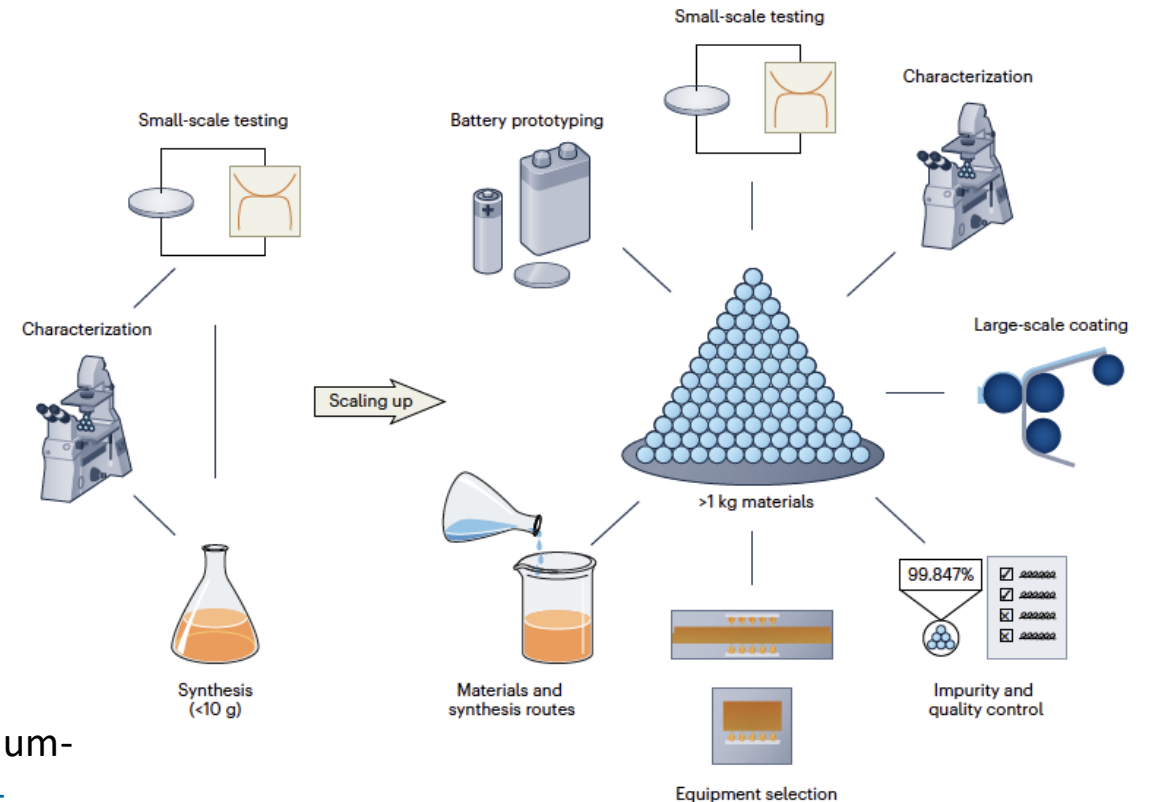 Small-scale testing
Characterization
Small-scale testing
Battery prototyping
Characterization
Large-scale coating
Scaling up
>1 kg materials
99.847%
Synthesis
(<10 g)
Materials and
synthesis routes
Impurity and
quality control
um-
Equipment selection